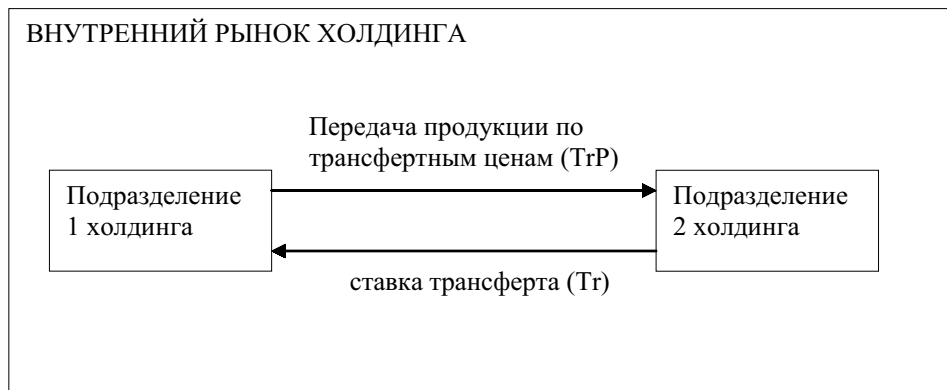 ВНУТРЕННИЙ РЫНОК ХОЛДИНГА
Передача продукции по
трансфертным ценам (TrP)
Подразделение
1 холдинга
Подразделение
2 холдинга
ставка трансферта (Tr)